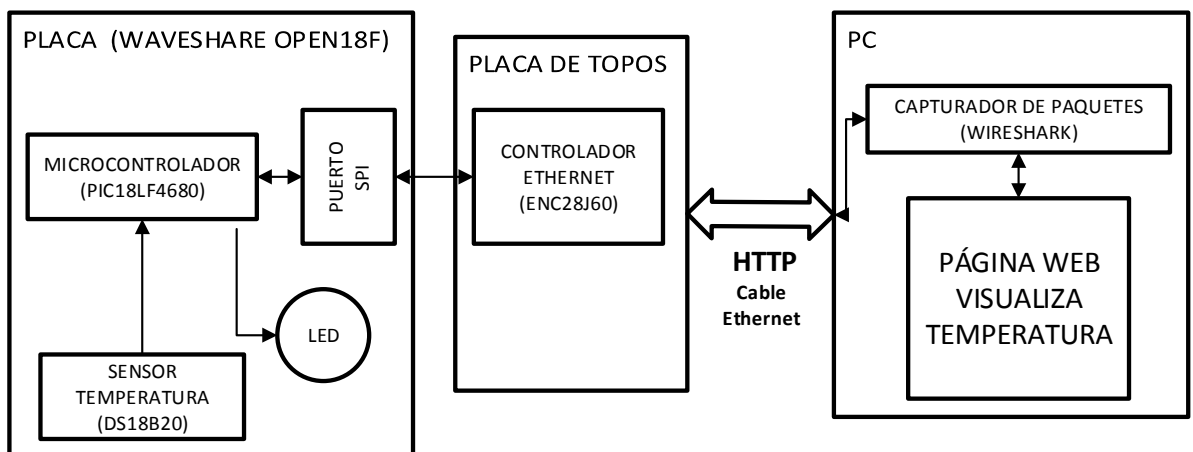 PLACA (WAVESHARE OPEN18F)
MICROCONTROLADOR
(PIC18LF4680)
PUERTO
SPI
LED
SENSOR
TEMPERATURA
(DS18B20)
PLACA DE TOPOS
CONTROLADOR
ETHERNET
(ENC28J60)
HTTP
Cable
Ethernet
PC
CAPTURADOR DE PAQUETES
(WIRESHARK)
PÁGINA WEB
VISUALIZA
TEMPERATURA